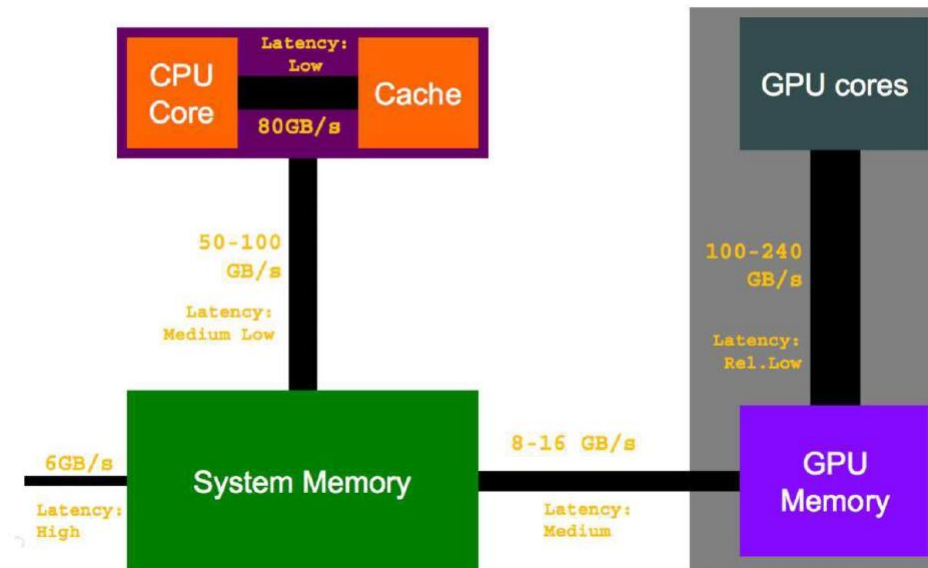 Latency:
Low
CPU
Core
Cache
80GB/s
GPU cores
50-100
GB/s
Latency:
Medium Low
100-240
GB/s
Latency:
Rel.Low
6GB/s
Latency:
High
System Memory
8-16 GB/s
Latency:
Medium
GPU
Memory